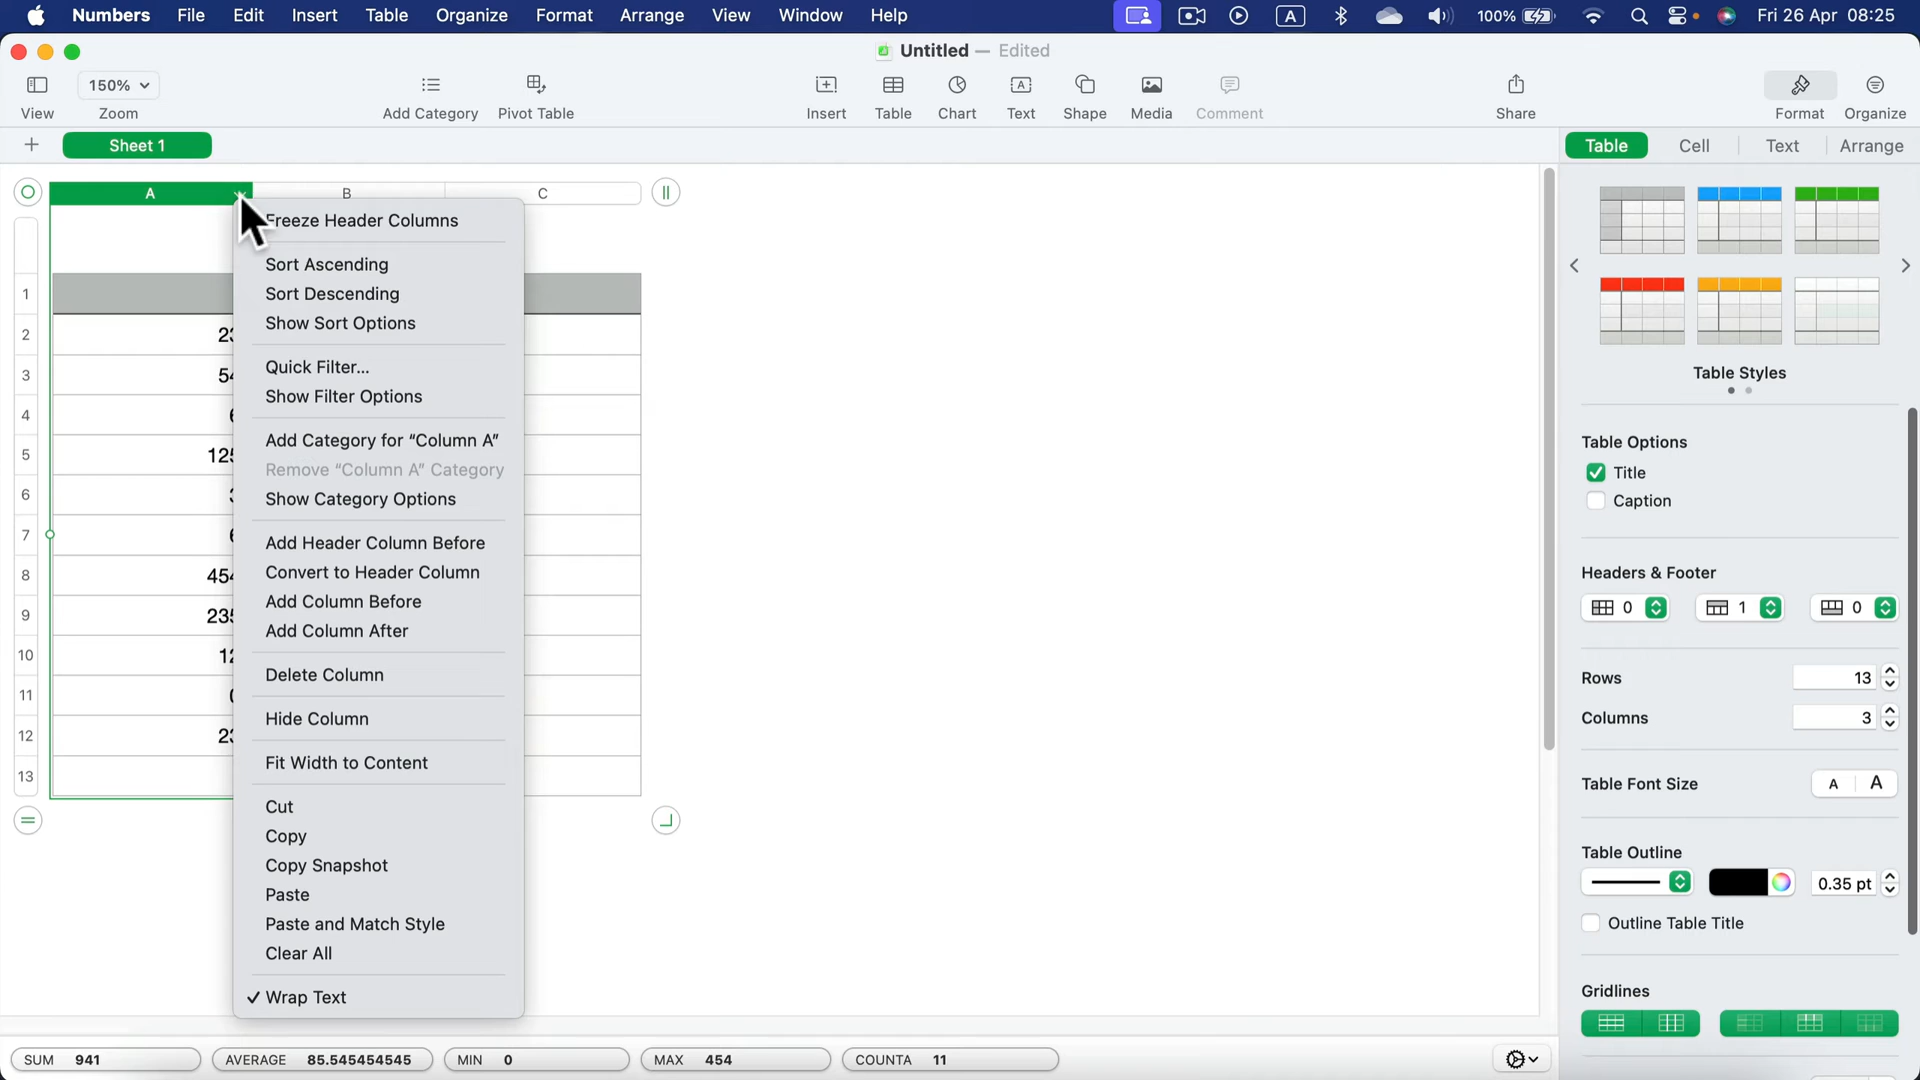 Numbers File Edit Insert Table Organize Format Arrange View Window Help A 100% Fri 26 Apr 08:25
Untitled — Edited
150%
View Zoom Add Category Pivot Table Insert Table Chart Text Shape Media Comment Share Format Organize
Sheet 1
Table Cell Text Arrange
A B C
Freeze Header Columns
Sort Ascending
Sort Descending
Show Sort Options
Quick Filter...
Show Filter Options
Add Category for “Column A”
Remove “Column A” Category
Show Category Options
Add Header Column Before
Convert to Header Column
Add Column Before
Add Column After
Delete Column
Hide Column
Fit Width to Content
Cut
Copy
Copy Snapshot
Paste
Paste and Match Style
Clear All
✓ Wrap Text
1
2 23
3 54
4
5 125
6
7
8 454
9 235
10 12
11
12 23
13
Table Styles
Table Options
Title
Caption
Headers & Footer
0 1 0
Rows 13
Columns 3
Table Font Size A A
Table Outline
0.35 pt
Outline Table Title
Gridlines
SUM 941 AVERAGE 85.545454545 MIN 0 MAX 454 COUNTA 11